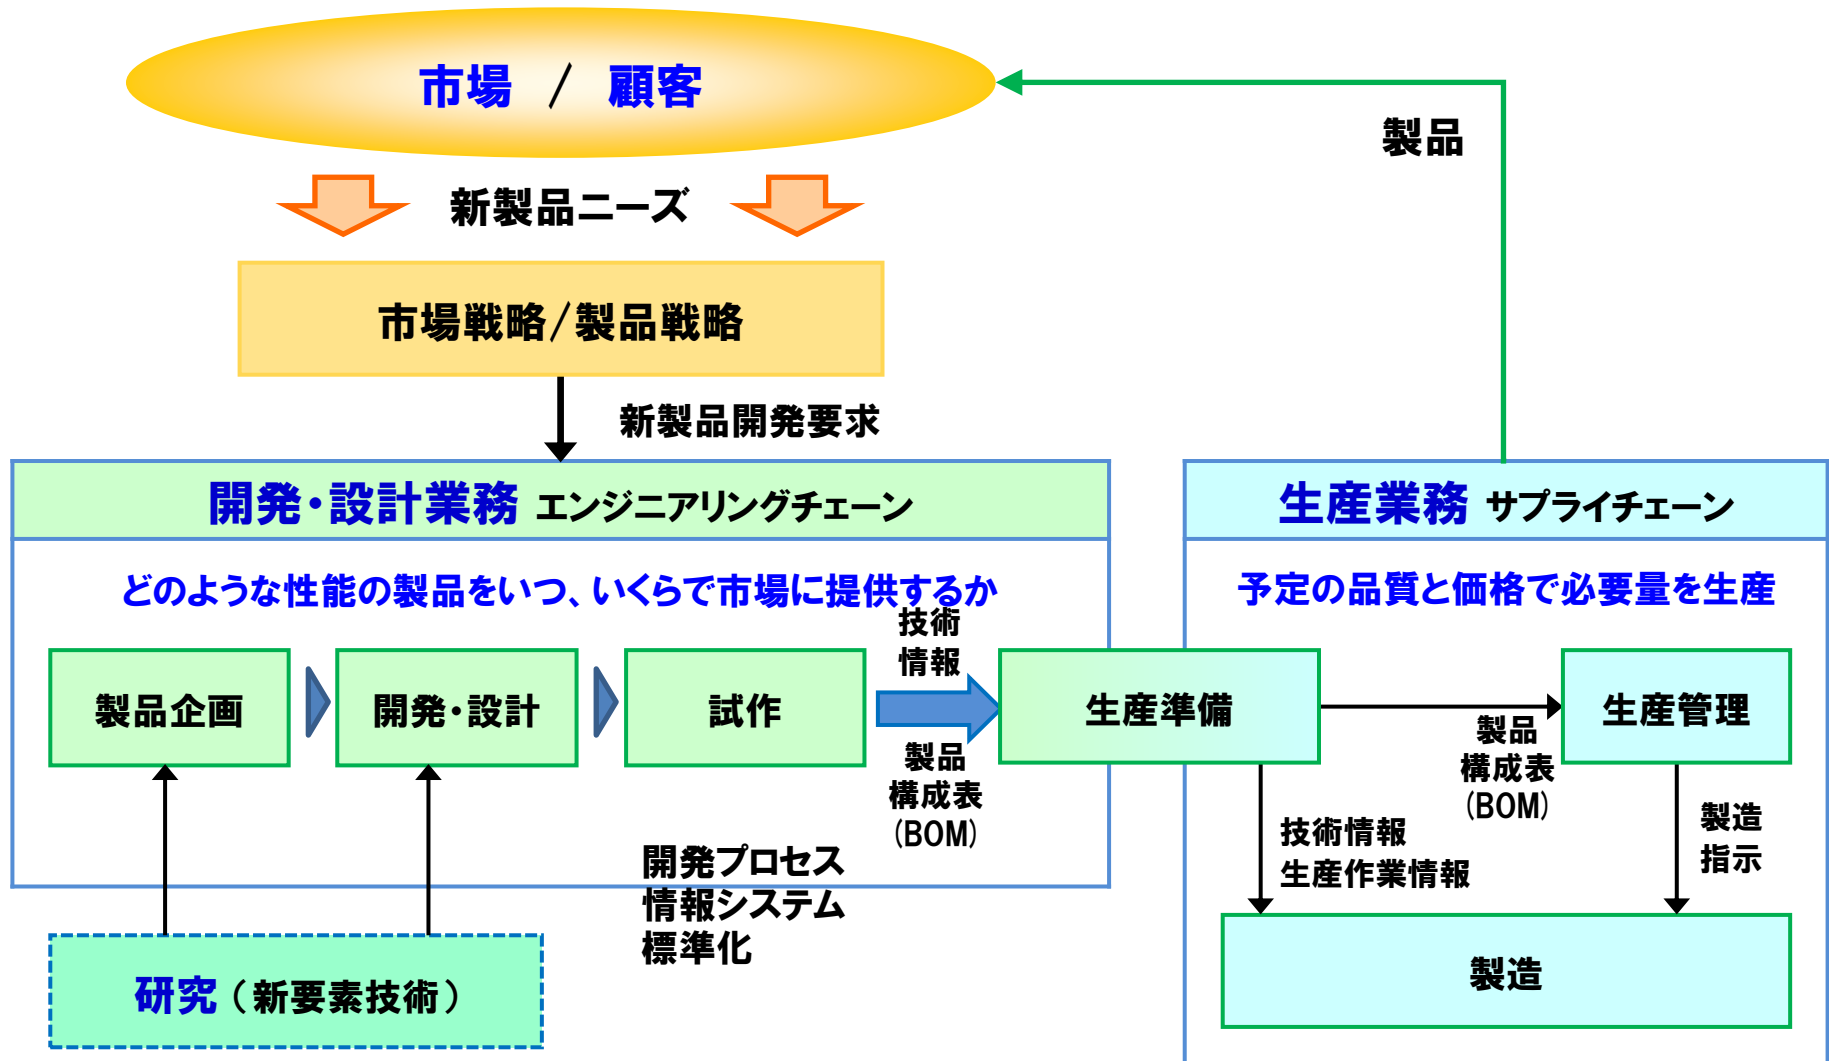 市場 / 顧客
製品
新製品ニーズ
市場戦略/製品戦略
新製品開発要求
開発・設計業務 エンジニアリングチェーン
どのような性能の製品をいつ、いくらで市場に提供するか
製品企画
開発・設計
試作
技術
情報
製品
構成表
(BOM)
開発プロセス
情報システム
標準化
研究(新要素技術)
生産業務 サプライチェーン
予定の品質と価格で必要量を生産
生産準備
製品
構成表
(BOM)
生産管理
技術情報
生産作業情報
製造
指示
製造